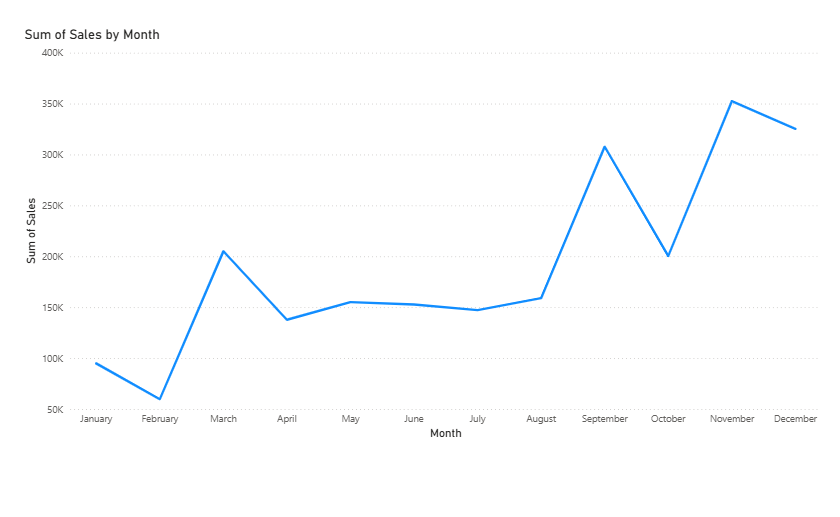 Sum of Sales by Month
400K
350K
300K
250K
200K
150K
100K
50K
Sum of Sales
January February March April May June July August September October November December
Month